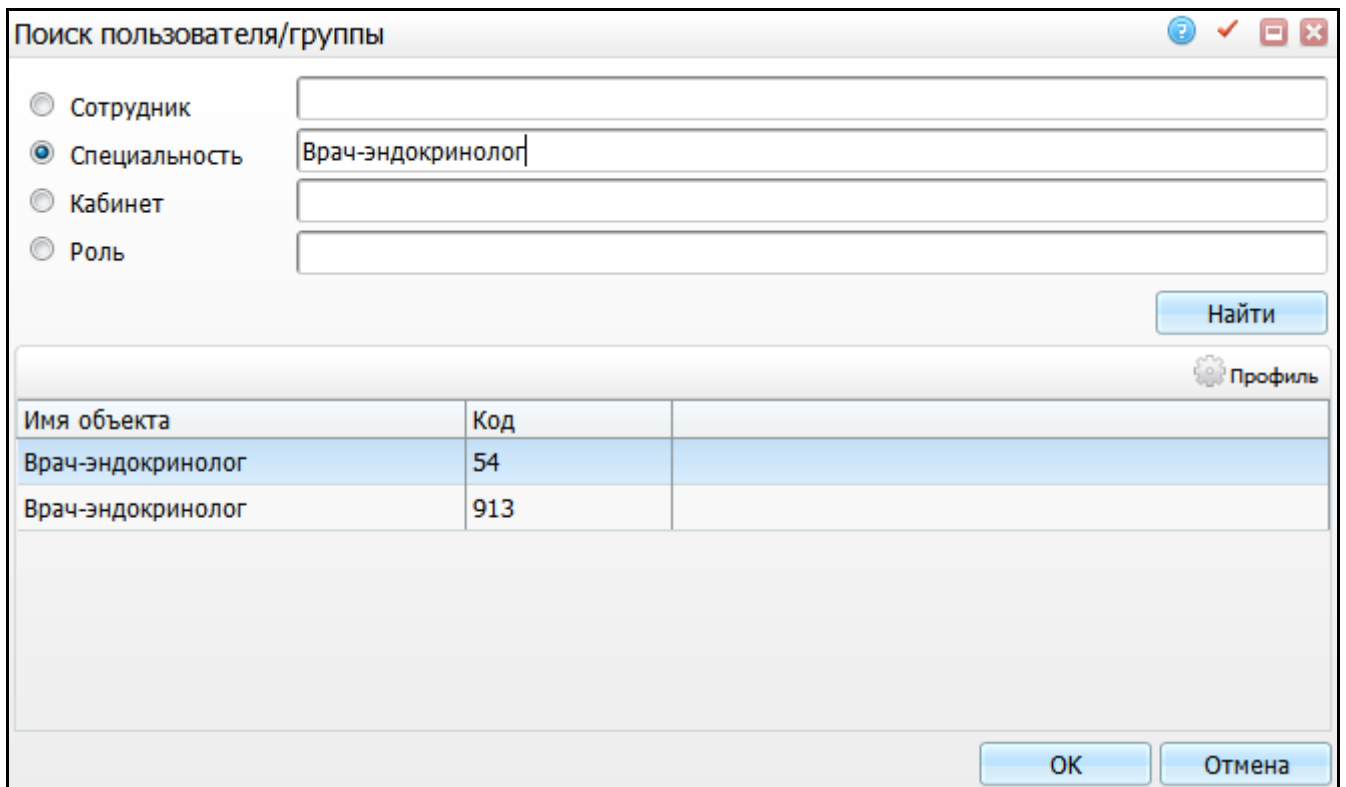 Поиск пользователя/группы
Сотрудник
Специальность Врач-эндокринолог
Кабинет
Роль
Найти
Профиль
Имя объекта Код
Врач-эндокринолог 54
Врач-эндокринолог 913
OK Отмена